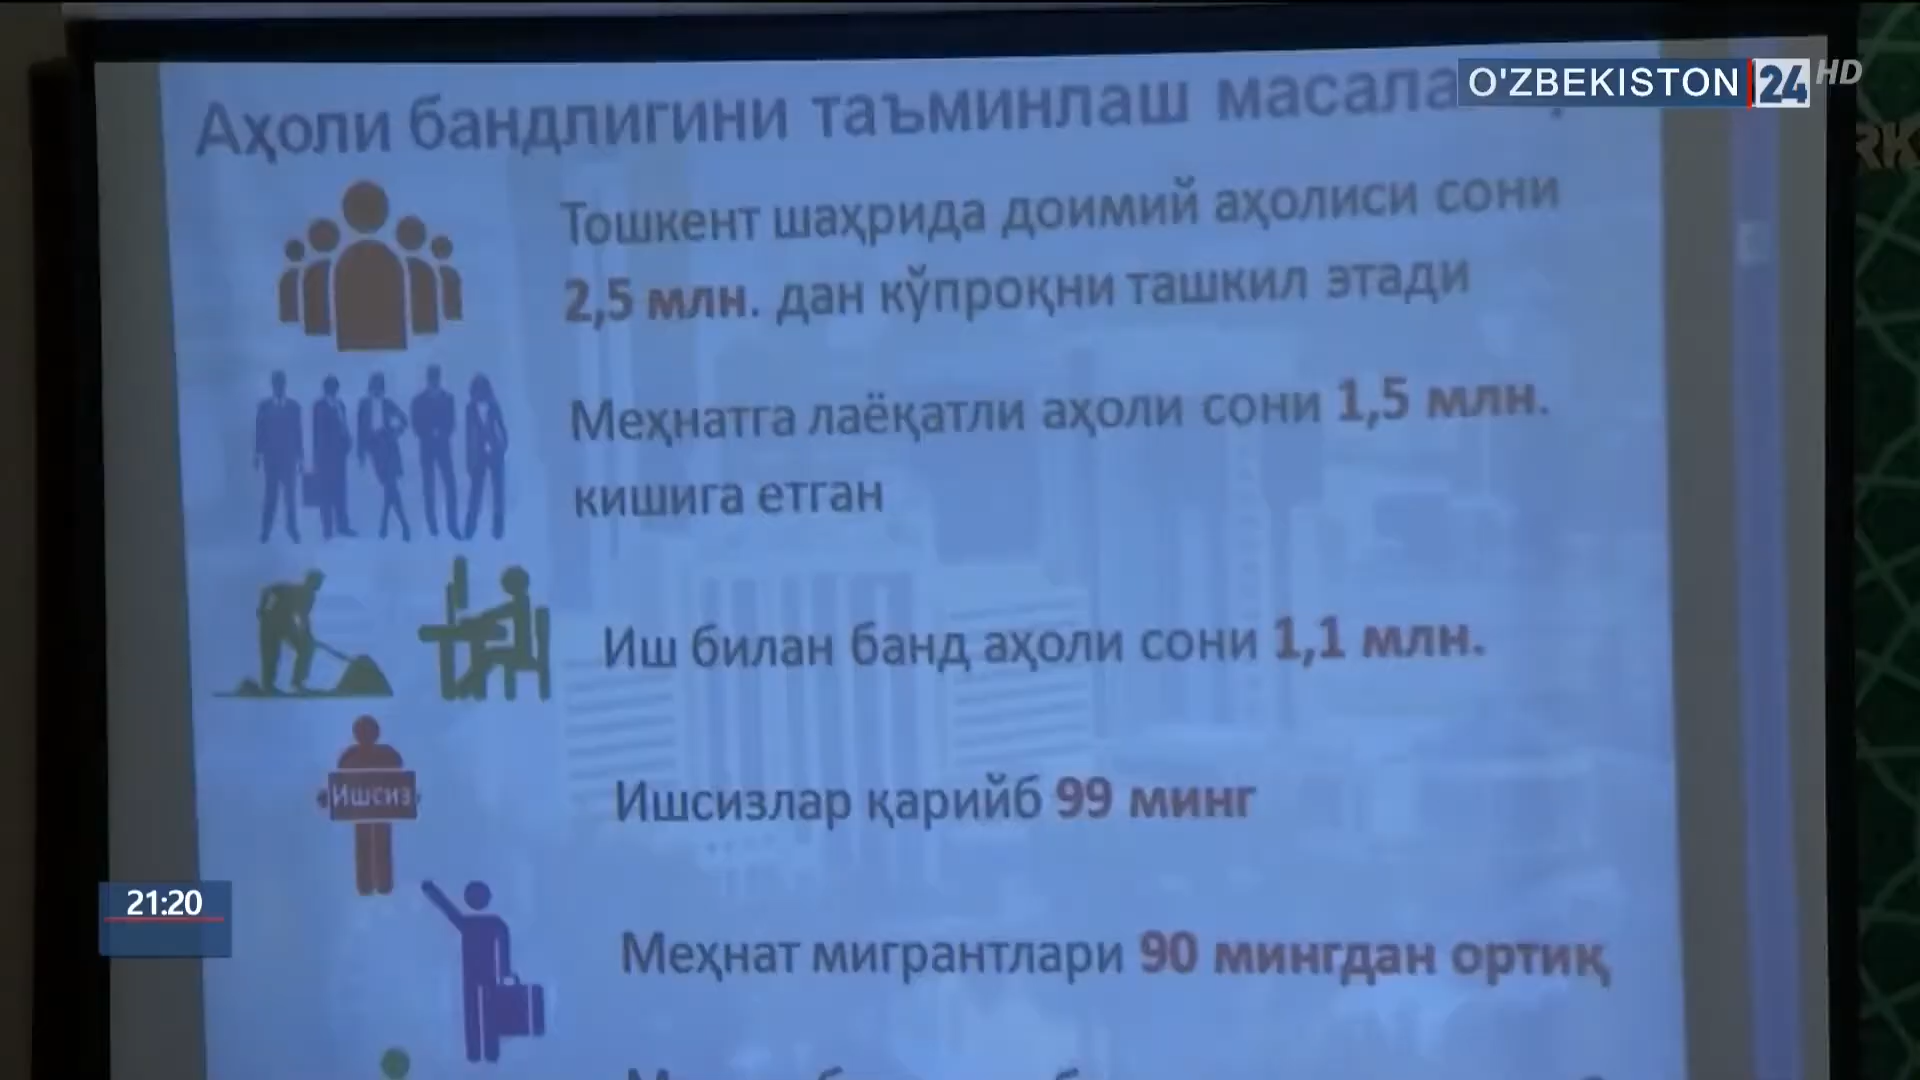 O'ZBEKISTON 24 HD
Аҳоли бандлигини таъминлаш
Тошкент шаҳрида доимий аҳолиси сони
2,5 млн. дан кўпроқни ташкил этади
Меҳнатга лаёқатли аҳоли сони 1,5 млн.
кишига етган
Иш билан банд аҳоли сони 1,1 млн.
Ишсиз
Ишсизлар қарийб 99 минг
21:20
Меҳнат мигрантлари 90 мингдан ортиқ